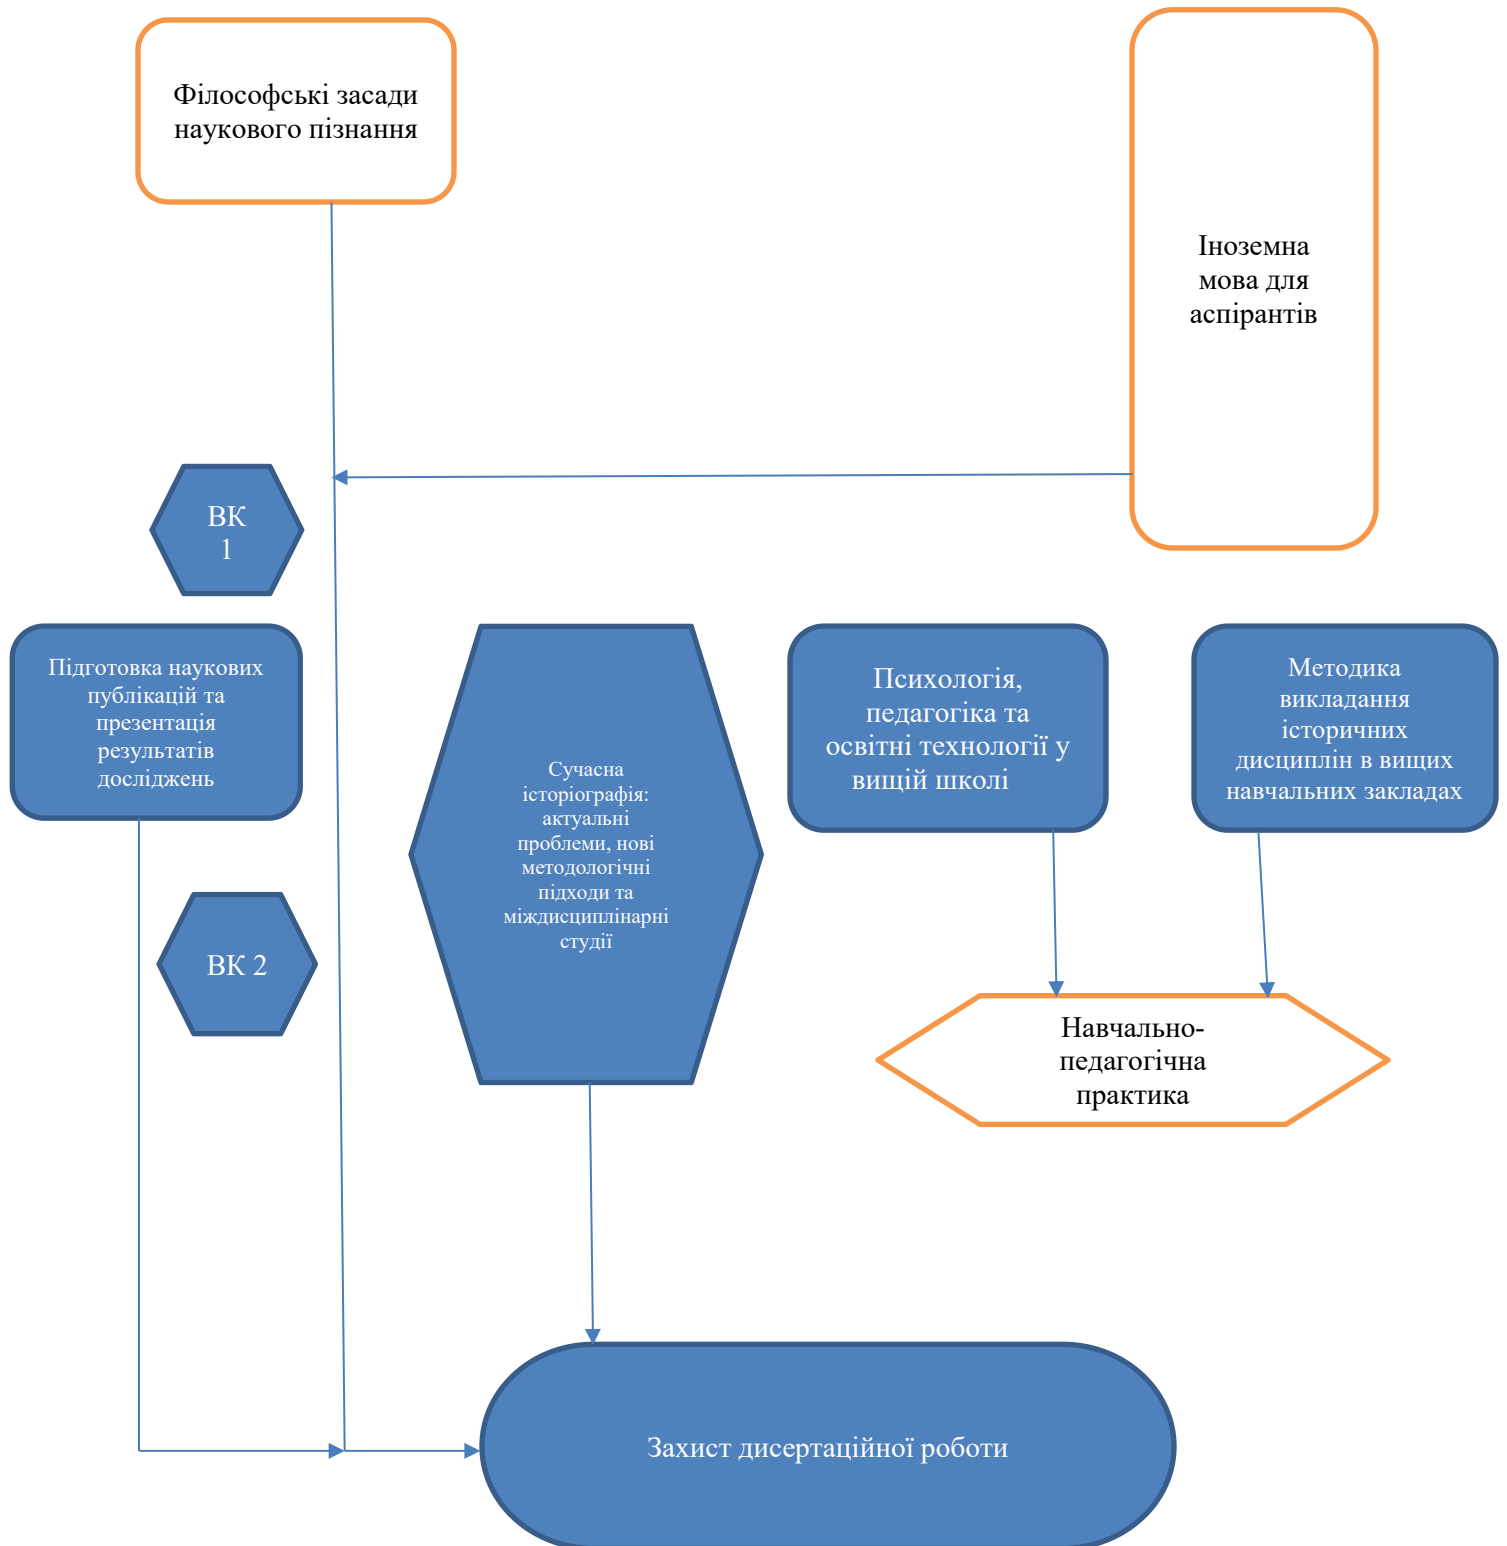 Філософські засади
наукового пізнання
Іноземна
мова для
аспірантів
ВК
1
Підготовка наукових
публікацій та
презентація
результатів
досліджень
Сучасна
історіографія:
актуальні
проблеми, нові
методологічні
підходи та
міждисциплінарні
студії
Психологія,
педагогіка та
освітні технології у
вищій школі
Методика
викладання
історичних
дисциплін в вищих
навчальних закладах
ВК 2
Навчально-
педагогічна
практика
Захист дисертаційної роботи